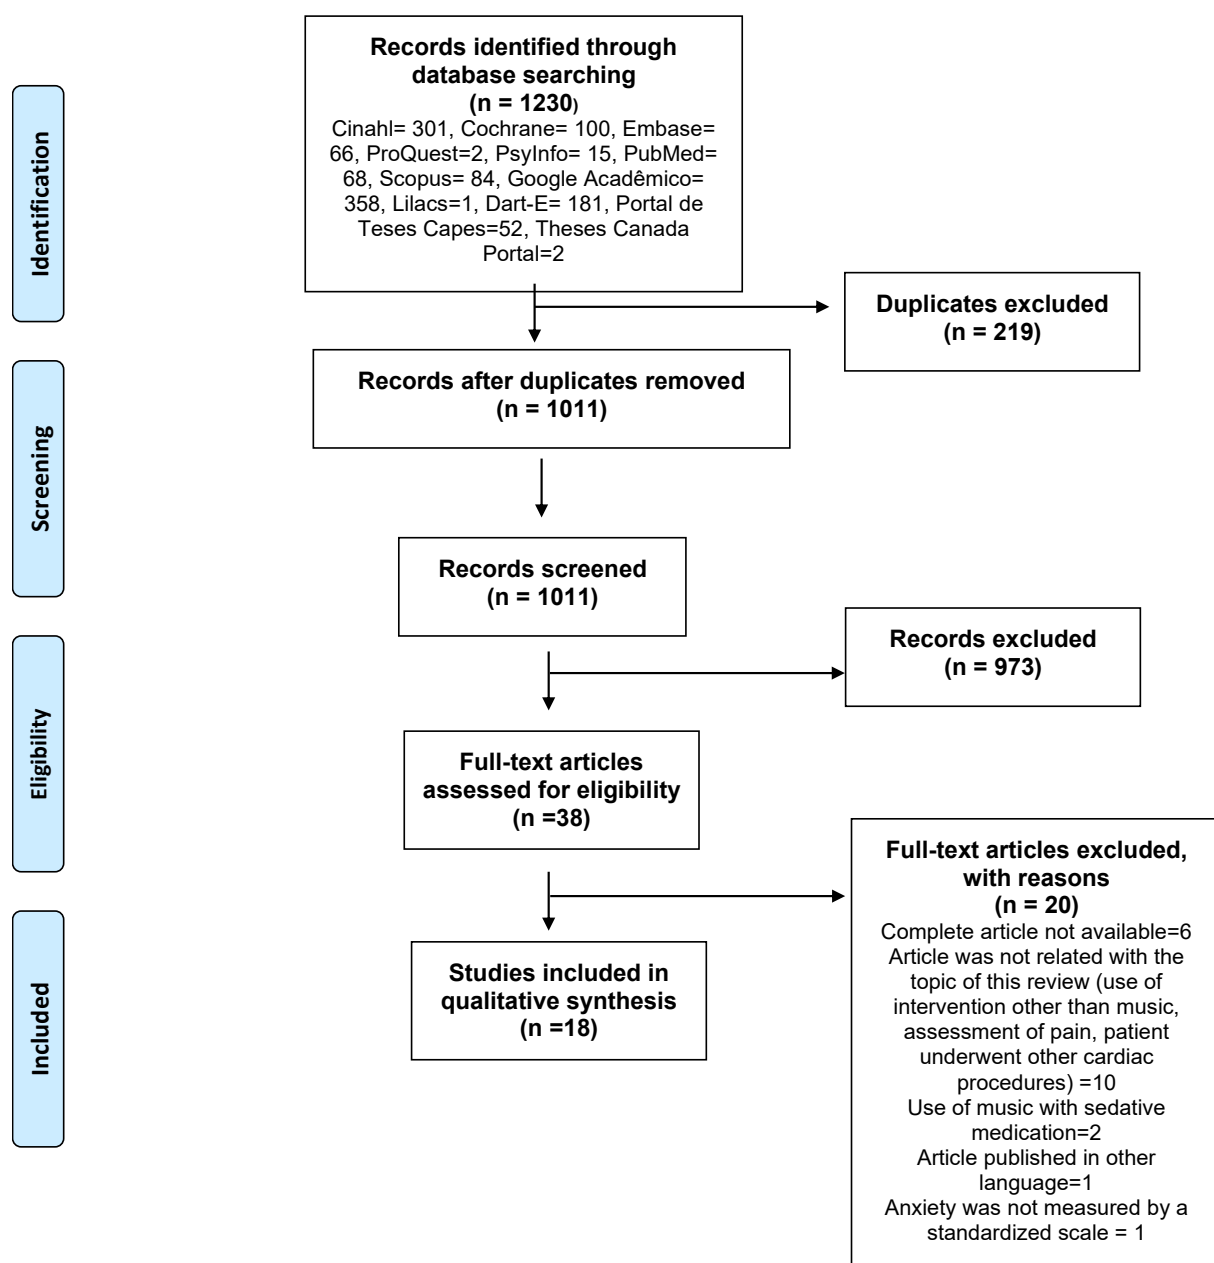 Records identified through
database searching
(n = 1230)
Cinahl= 301, Cochrane= 100, Embase=
66, ProQuest=2, PsyInfo= 15, PubMed=
68, Scopus= 84, Google Acadêmico=
358, Lilacs=1, Dart-E= 181, Portal de
Teses Capes=52, Theses Canada
Portal=2
Identification
Duplicates excluded
(n = 219)
Records after duplicates removed
(n = 1011)
Screening
Records screened
(n = 1011)
Records excluded
(n = 973)
Eligibility
Full-text articles
assessed for eligibility
(n =38)
Full-text articles excluded,
with reasons
(n = 20)
Complete article not available=6
Article was not related with the
topic of this review (use of
intervention other than music,
assessment of pain, patient
underwent other cardiac
procedures) =10
Use of music with sedative
medication=2
Article published in other
language=1
Anxiety was not measured by a
standardized scale = 1
Included
Studies included in
qualitative synthesis
(n =18)